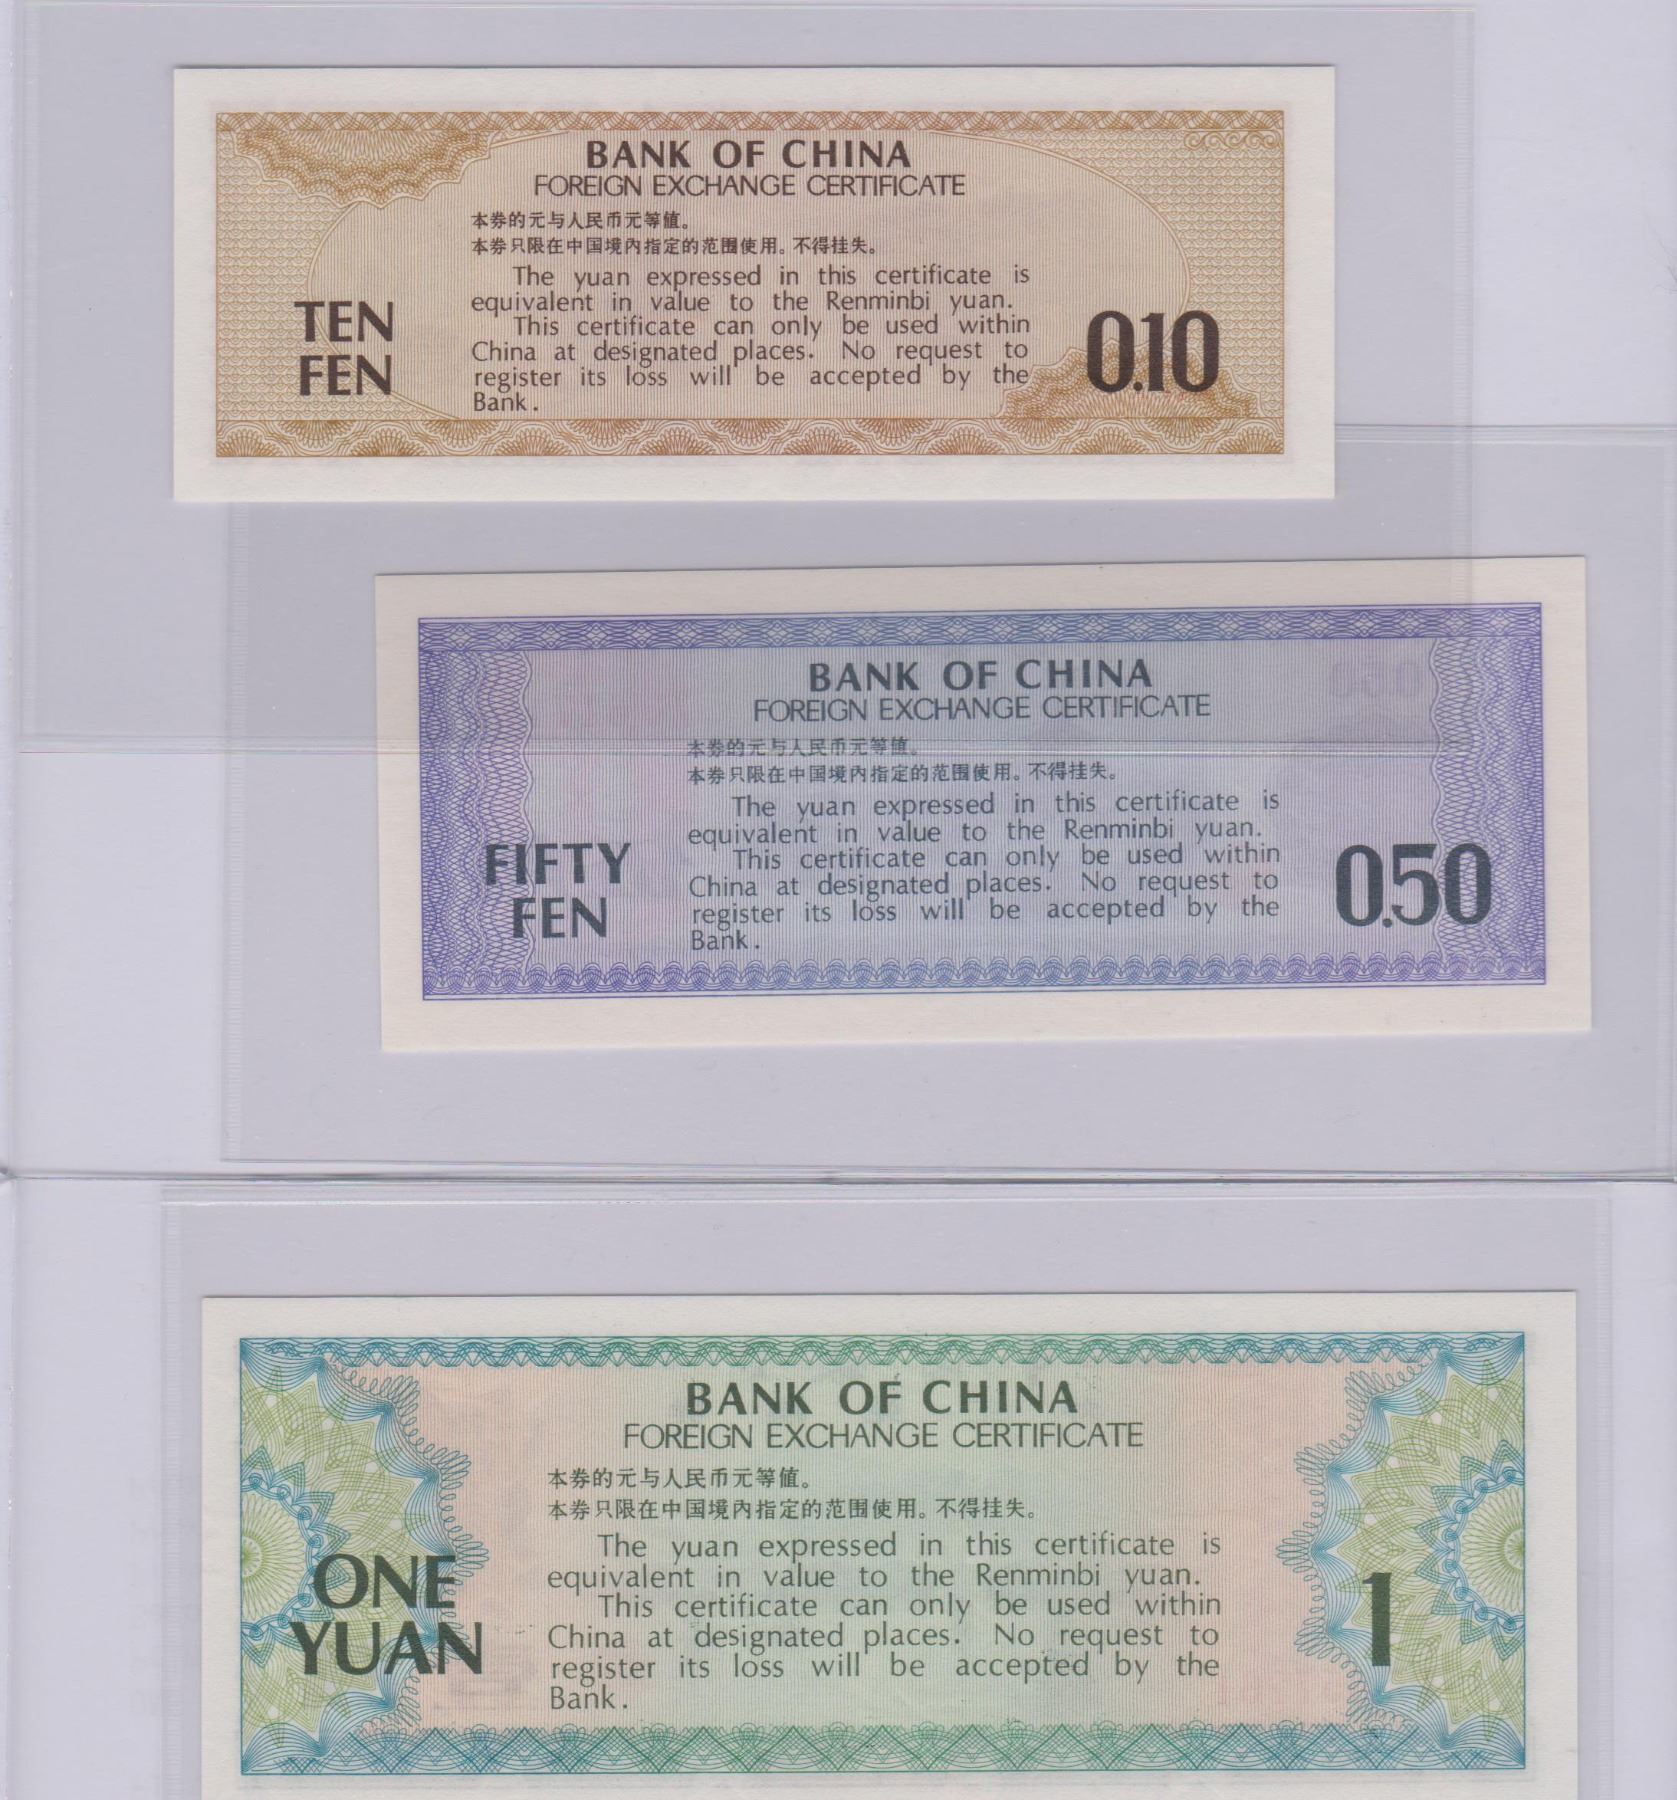 BANK OF CHINA
FOREIGN EXCHANGE CERTIFICATE
本券的元与人民币元等値。
本券只限在中国境内指定的范围使用。不得挂失。
The yuan expressed in this certificate is
equivalent in value to the Renminbi yuan.
This certificate can only be used within
China at designated places. No request to
register its loss will be accepted by the
Bank.
TEN
FEN
0.10
BANK OF CHINA
FOREIGN EXCHANGE CERTIFICATE
本券的元与人民币元等値。
本券只限在中国境内指定的范围使用。不得挂失。
The yuan expressed in this certificate is
equivalent in value to the Renminbi yuan.
This certificate can only be used within
China at designated places. No request to
register its loss will be accepted by the
Bank.
FIFTY
FEN
0.50
BANK OF CHINA
FOREIGN EXCHANGE CERTIFICATE
本券的元与人民币元等値。
本券只限在中国境内指定的范围使用。不得挂失。
The yuan expressed in this certificate is
equivalent in value to the Renminbi yuan.
This certificate can only be used within
China at designated places. No request to
register its loss will be accepted by the
Bank.
ONE
YUAN
1